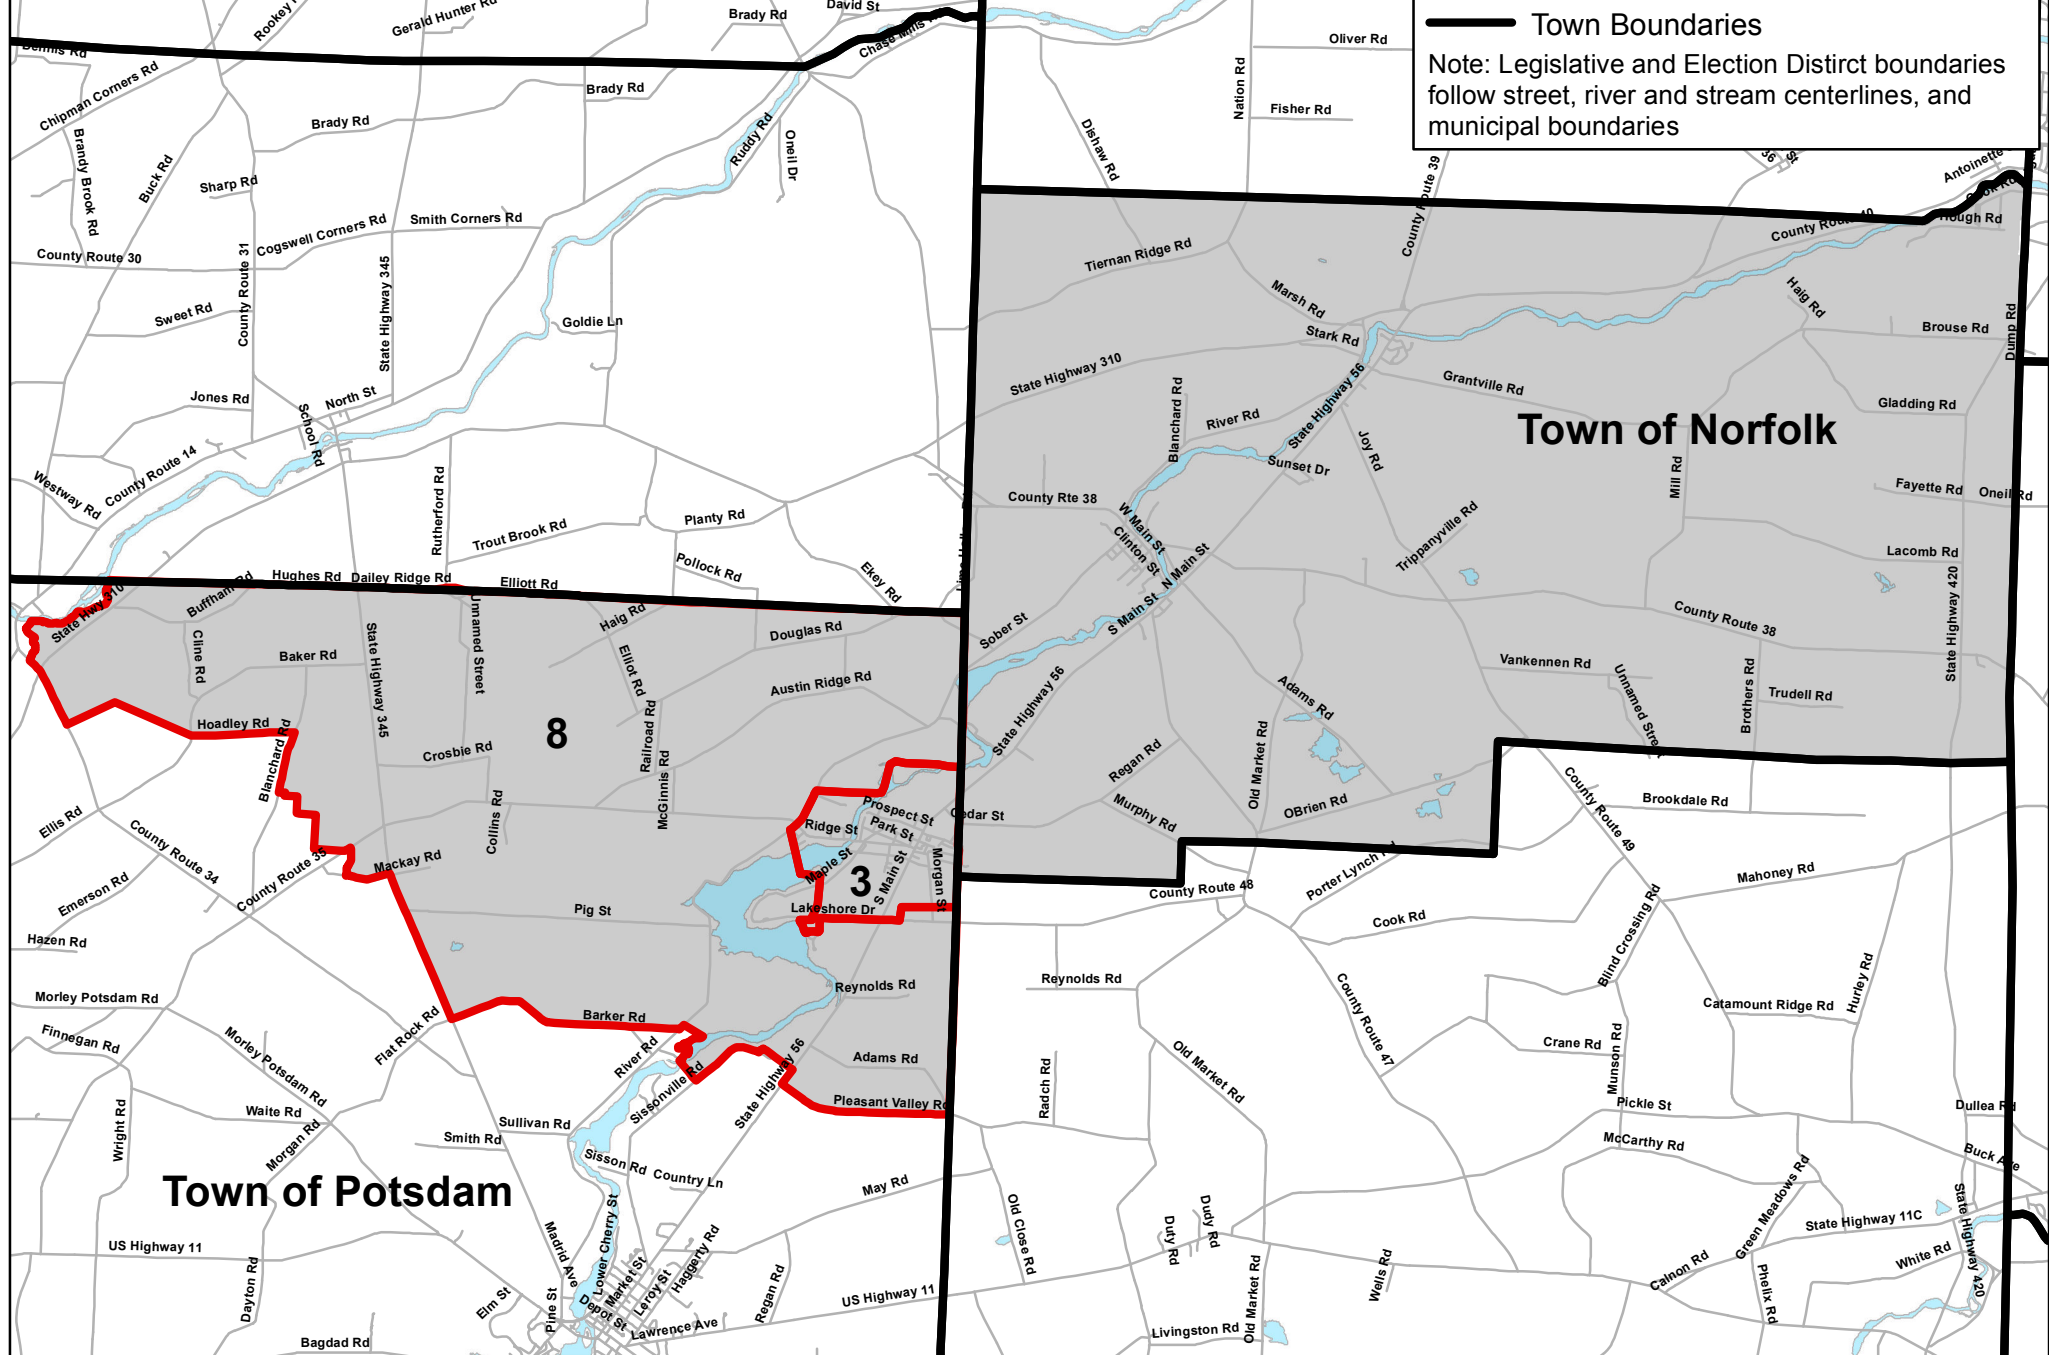 Town Boundaries
Note: Legislative and Election Distirct boundaries
follow street, river and stream centerlines, and
municipal boundaries
Gerald Hunter Rd
Brady Rd
David St
Dennis Rd
Chase Mills
Oliver Rd
Nation Rd
Chipman Corners Rd
Brady Rd
Fisher Rd
Brady Rd
Brandy Brook Rd
Buck Rd
Sharp Rd
Ruddy Rd
Oneil Dr
Dishaw Rd
County Route 39
36
St
Antoinette
Cook Rd
Hough Rd
County Route 40
Cogswell Corners Rd
Smith Corners Rd
County Route 30
County Route 31
State Highway 345
Tiernan Ridge Rd
Marsh Rd
Haig Rd
Sweet Rd
Goldie Ln
Stark Rd
Brouse Rd
Dump Rd
State Highway 310
Grantville Rd
Jones Rd
North St
School Rd
Blanchard Rd
River Rd
State Highway 56
Gladding Rd
Town of Norfolk
Joy Rd
Sunset Dr
Mill Rd
County Route 14
Westway Rd
Rutherford Rd
Trout Brook Rd
Planty Rd
County Rte 38
W Main St
Clinton St
N Main St
Trippanyville Rd
Fayette Rd
Oneil Rd
Lacomb Rd
Pollock Rd
Ekey Rd
Buffham Rd
Hughes Rd
Dailey Ridge Rd
Elliott Rd
State Hwy 310
Unnamed Street
Haig Rd
Douglas Rd
Sober St
S Main St
County Route 38
State Highway 420
Cline Rd
Baker Rd
State Highway 345
Elliot Rd
Austin Ridge Rd
State Highway 56
Adams Rd
Vankennen Rd
Unnamed Street
Brothers Rd
Trudell Rd
Hoadley Rd
8
Crosbie Rd
Railroad Rd
McGinnis Rd
Regan Rd
Old Market Rd
Blanchard Rd
Collins Rd
Prospect St
Cedar St
Murphy Rd
OBrien Rd
County Route 49
Brookdale Rd
Ellis Rd
County Route 34
Ridge St
Park St
Morgan St
Maple St
3
S Main St
Mackay Rd
County Route 35
Emerson Rd
Porter Lynch Rd
Mahoney Rd
County Route 48
Pig St
Lakeshore Dr
Cook Rd
Blind Crossing Rd
Hazen Rd
Reynolds Rd
Reynolds Rd
County Route 47
Hurley Rd
Morley Potsdam Rd
Barker Rd
Catamount Ridge Rd
Finnegan Rd
Morley Potsdam Rd
Flat Rock Rd
River Rd
Sissonville Rd
State Highway 56
Adams Rd
Crane Rd
Munson Rd
Old Market Rd
Radch Rd
Pleasant Valley Rd
Pickle St
Dullea Rd
Wright Rd
Waite Rd
Morgan Rd
Sullivan Rd
Smith Rd
McCarthy Rd
Buck Ave
Town of Potsdam
Sisson Rd
Country Ln
May Rd
Green Meadows Rd
State Highway 11C
State Highway 420
US Highway 11
Madrid Ave
Lower Cherry St
Haggerty Rd
Old Close Rd
Duty Rd
Dudy Rd
White Rd
Dayton Rd
Elm St
Pine St
Market St
Leroy St
Depot St
Lawrence Ave
Regan Rd
US Highway 11
Old Market Rd
Wells Rd
Calnon Rd
Phelix Rd
Livingston Rd
Bagdad Rd